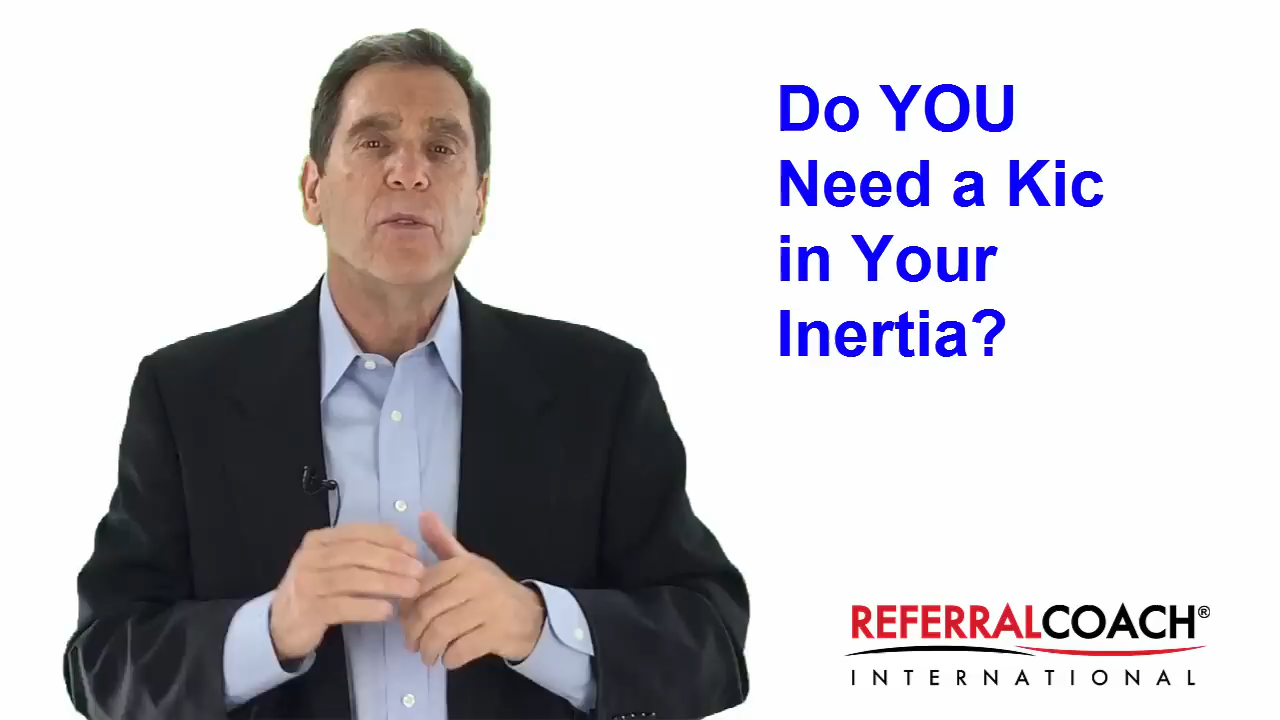 Do YOU
Need a Kic
in Your
Inertia?
REFERRALCOACH®
INTERNATIONAL